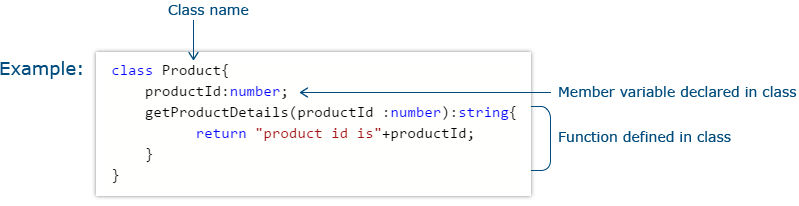 Class name
Example:
class Product{
productId:number;
Member variable declared in class
getProductDetails(productId :number):string{
return "product id is"+productId;
Function defined in class
}
}